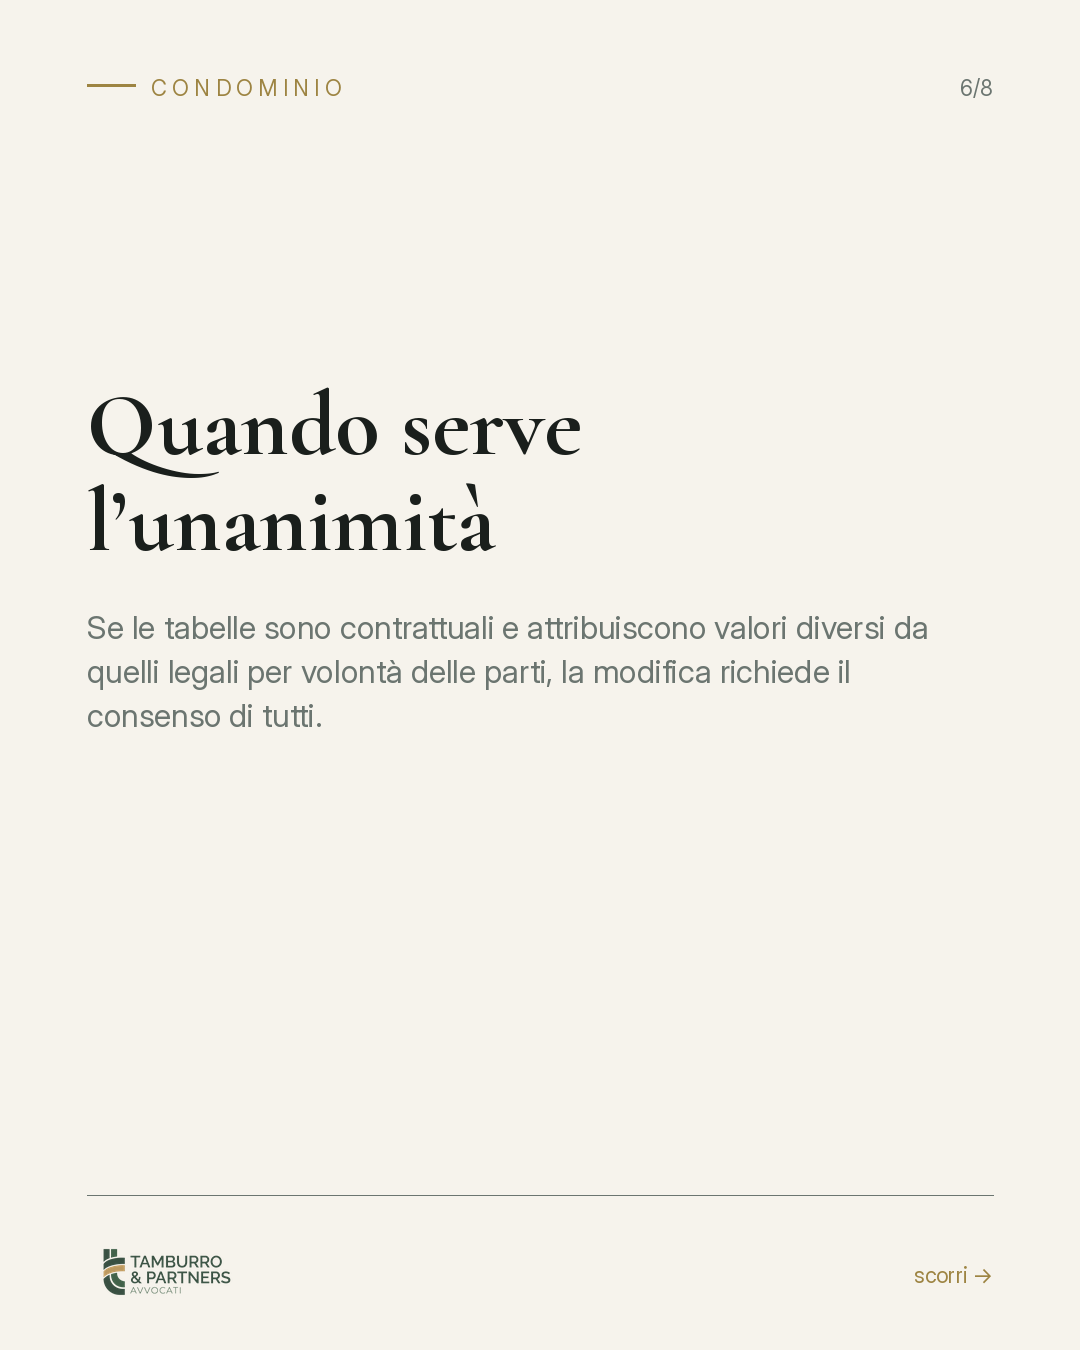 CONDOMINIO
6/8
Quando serve
l’unanimità
Se le tabelle sono contrattuali e attribuiscono valori diversi da
quelli legali per volontà delle parti, la modifica richiede il
consenso di tutti.
TAMBURRO
& PARTNERS
AVVOCATI
scorri →